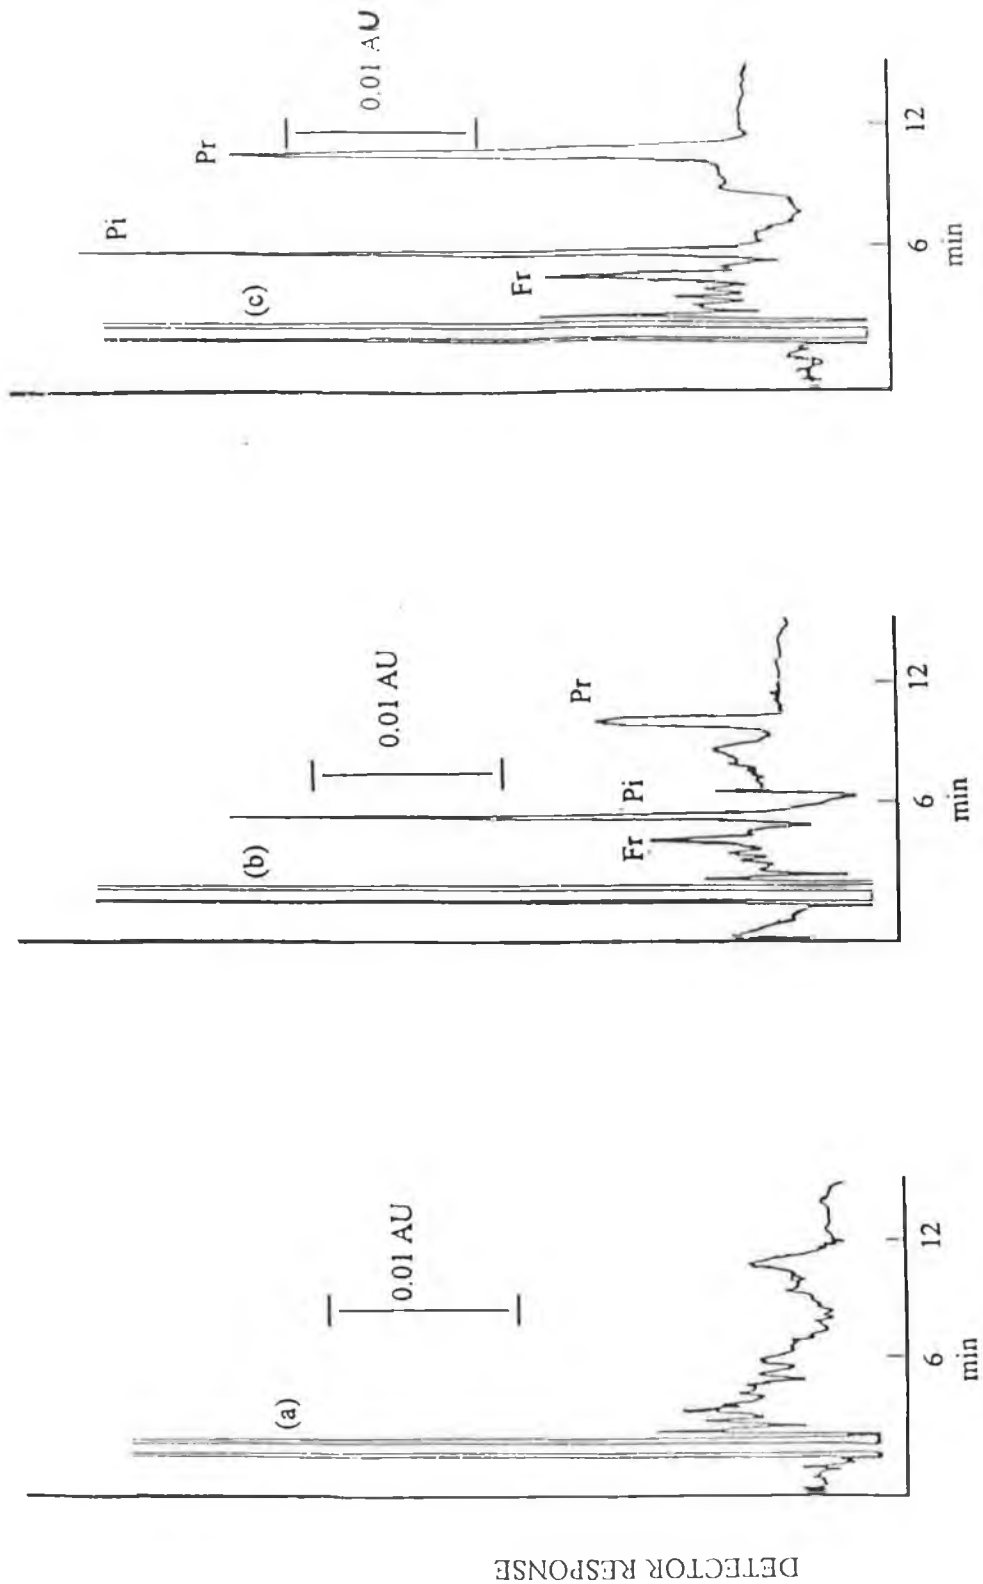 DETECTOR RESPONSE
(a)
0.01 AU
6
12
min
(b)
0.01 AU
Fr
Pi
Pr
6
12
min
(c)
0.01 AU
Fr
Pi
Pr
6
12
min